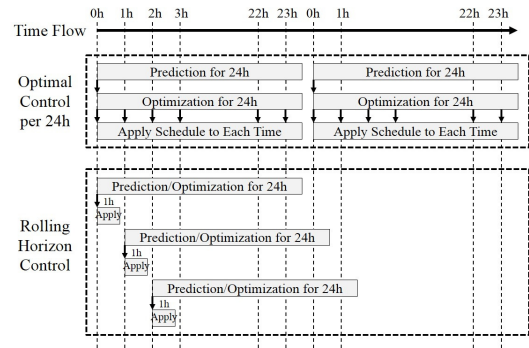 0h 1h 2h 3h 22h 23h 0h 1h 22h 23h
Time Flow
Optimal
Control
per 24h
Prediction for 24h Prediction for 24h
Optimization for 24h Optimization for 24h
Apply Schedule to Each Time Apply Schedule to Each Time
Rolling
Horizon
Control
Prediction/Optimization for 24h
1h
Apply
Prediction/Optimization for 24h
1h
Apply
Prediction/Optimization for 24h
1h
Apply